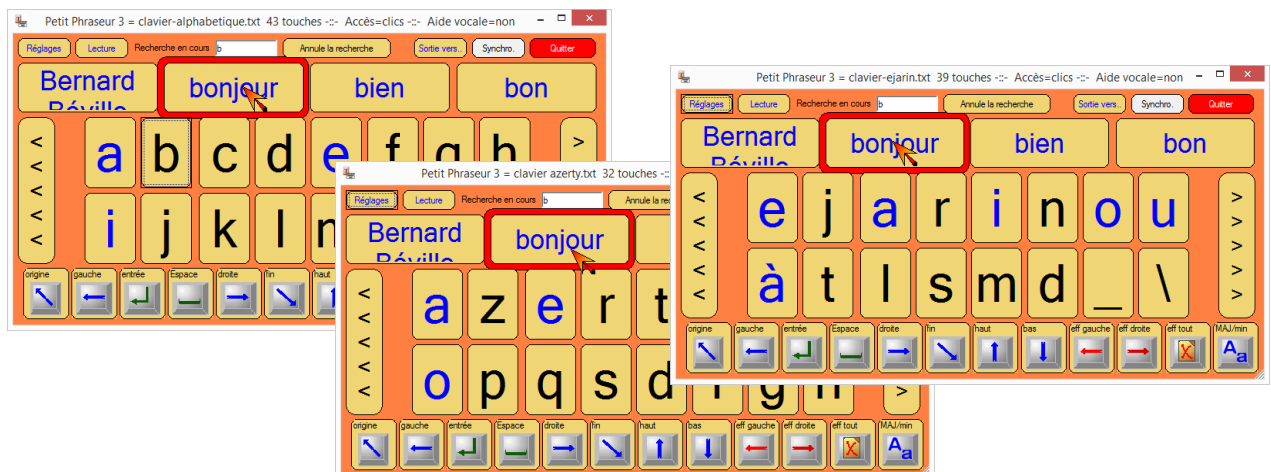 Petit Phraseur 3 = clavier-alphabetique.txt 43 touches -::- Accès=clics -::- Aide vocale=non
Réglages Lecture Recherche en cours b Annule la recherche Sortie vers.. Synchro. Quitter
Bernard bonjour bien bon
Béville
< a b c d e f g h >
<
<
< i j k l
<
origine gauche entrée Espace droite fin haut
Petit Phraseur 3 = clavier azerty.txt 32 touches -::-
Réglages Lecture Recherche en cours b Annule la rec
Bernard bonjour
Béville
< a z e r t
<
<
< o p q s d f g h
< >
origine gauche entrée Espace droite fin haut bas eff gauche eff droite eff tout MAJ/min
Aa
Petit Phraseur 3 = clavier-ejarin.txt 39 touches -::- Accès=clics -::- Aide vocale=non
Réglages Lecture Recherche en cours b Annule la recherche Sortie vers.. Synchro. Quitter
Bernard bonjour bien bon
Béville
< e j a r i n o u >
< >
< >
< à t l s m d _ \ >
< >
origine gauche entrée Espace droite fin haut bas eff gauche eff droite eff tout MAJ/min
Aa